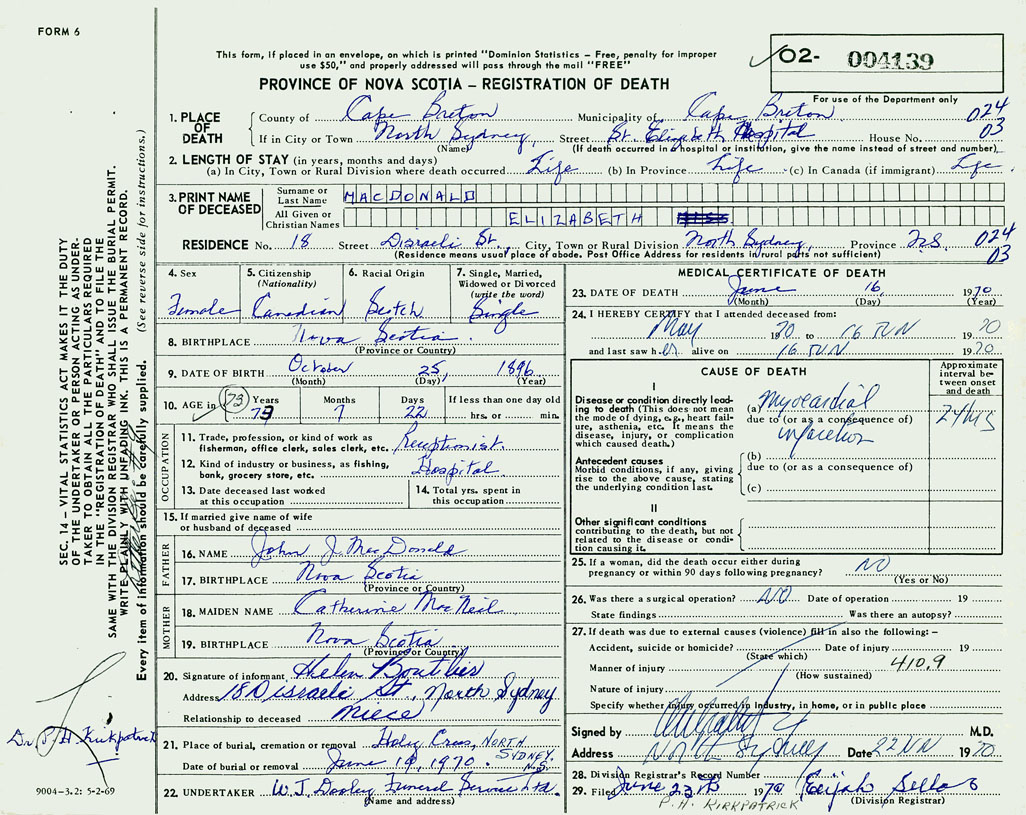 FORM 6
This form, if placed in an envelope, on which is printed "Dominion Statistics – Free, penalty for improper
use $50," and properly addressed will pass through the mail "FREE"
O2- 004139
For use of the Department only
PROVINCE OF NOVA SCOTIA – REGISTRATION OF DEATH
1. PLACE OF DEATH County of Cape Breton Municipality of Cape Breton 024
If in City or Town North Sydney, Street St. Elizabeth Hospital House No. 03
(Name) (If death occurred in a hospital or institution, give the name instead of street and number)
2. LENGTH OF STAY (in years, months and days)
(a) In City, Town or Rural Division where death occurred Life (b) In Province Life (c) In Canada (if immigrant) Life
3. PRINT NAME OF DECEASED Surname or Last Name MACDONALD
All Given or Christian Names ELIZABETH
RESIDENCE No. 18 Street Disraeli St., City, Town or Rural Division North Sydney, Province N.S. 024
(Residence means usual place of abode. Post Office Address for residents in rural parts not sufficient) 03
4. Sex Female
5. Citizenship (Nationality) Canadian
6. Racial Origin Scotch
7. Single, Married, Widowed or Divorced (write the word) Single
8. BIRTHPLACE Nova Scotia.
(Province or Country)
9. DATE OF BIRTH October 25, 1896
(Month) (Day) (Year)
10. AGE in 73 Years Months Days If less than one day old
73 7 22 hrs. or min.
OCCUPATION
11. Trade, profession, or kind of work as
fisherman, office clerk, sales clerk, etc. Receptionist
12. Kind of industry or business, as fishing,
bank, grocery store, etc. Hospital
13. Date deceased last worked
at this occupation
14. Total yrs. spent in
this occupation
15. If married give name of wife
or husband of deceased
FATHER
16. NAME John J. MacDonald
17. BIRTHPLACE Nova Scotia
(Province or Country)
MOTHER
18. MAIDEN NAME Catherine MacNeil
19. BIRTHPLACE Nova Scotia
(Province or Country)
20. Signature of informant Helen Boutilier
Address 18 Disraeli St., North Sydney
Relationship to deceased niece
21. Place of burial, cremation or removal Holy Cross, NORTH SYDNEY, N.S.
Date of burial or removal June 19, 1970.
22. UNDERTAKER W.J. Dooley Funeral Service Ltd.
(Name and address)
MEDICAL CERTIFICATE OF DEATH
23. DATE OF DEATH June 16, 1970
(Month) (Day) (Year)
24. I HEREBY CERTIFY that I attended deceased from:
May 1970 to 16 JUN 1970
and last saw her alive on 16 JUN 1970
CAUSE OF DEATH
Approximate interval between onset and death
I
Disease or condition directly leading to death (This does not mean the mode of dying, e.g., heart failure, asthenia, etc. It means the disease, injury, or complication which caused death.)
(a) Myocardial
due to (or as a consequence of)
infarction
24 hrs
Antecedent causes
Morbid conditions, if any, giving rise to the above cause, stating the underlying condition last.
(b)
due to (or as a consequence of)
(c)
II
Other significant conditions
contributing to the death, but not related to the disease or condition causing it.
25. If a woman, did the death occur either during
pregnancy or within 90 days following pregnancy? NO
(Yes or No)
26. Was there a surgical operation? NO Date of operation 19
State findings Was there an autopsy?
27. If death was due to external causes (violence) fill in also the following: –
Accident, suicide or homicide? Date of injury 19
(State which)
Manner of injury 410.9
(How sustained)
Nature of injury
Specify whether injury occurred in industry, in home, or in public place
Signed by M.D.
Address North Sydney Date 22 1970
28. Division Registrar's Record Number
29. Filed June 23rd 1970 Elijah
P.H. KIRKPATRICK (Division Registrar)
SEC. 14 – VITAL STATISTICS ACT MAKES IT THE DUTY
OF THE UNDERTAKER OR PERSON ACTING AS UNDER-
TAKER TO OBTAIN ALL THE PARTICULARS REQUIRED
IN THE "REGISTRATION OF DEATH" AND TO FILE THE
SAME WITH THE DIVISION REGISTRAR WHO SHALL ISSUE THE BURIAL PERMIT.
WRITE PLAINLY WITH UNFADING INK. THIS IS A PERMANENT RECORD.
Every item of information should be carefully supplied. (See reverse side for instructions.)
Dr. P. H. Kirkpatrick
9004-3.2: 5-2-69